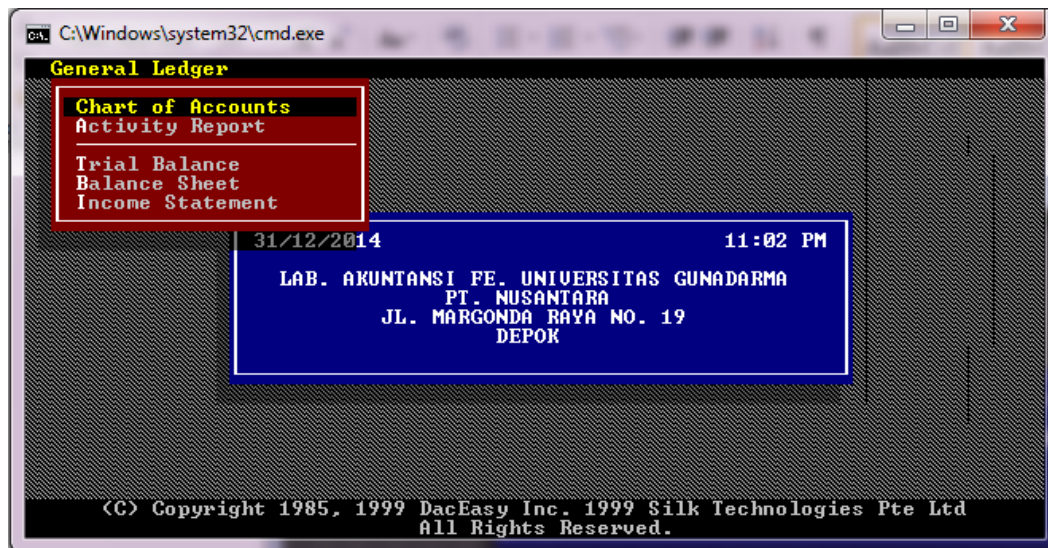 C:\Windows\system32\cmd.exe
General Ledger
Chart of Accounts
Activity Report
Trial Balance
Balance Sheet
Income Statement
31/12/2014 11:02 PM
LAB. AKUNTANSI FE. UNIVERSITAS GUNADARMA
PT. NUSANTARA
JL. MARGONDA RAYA NO. 19
DEPOK
(C) Copyright 1985, 1999 DacEasy Inc. 1999 Silk Technologies Pte Ltd
All Rights Reserved.